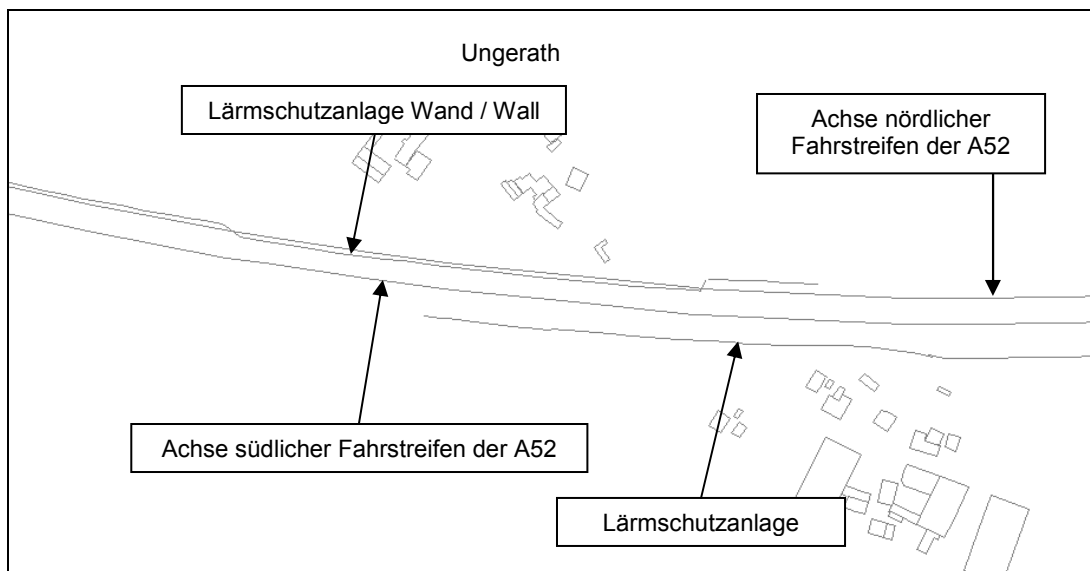 Ungerath
Lärmschutzanlage Wand / Wall
Achse nördlicher
Fahrstreifen der A52
Achse südlicher Fahrstreifen der A52
Lärmschutzanlage